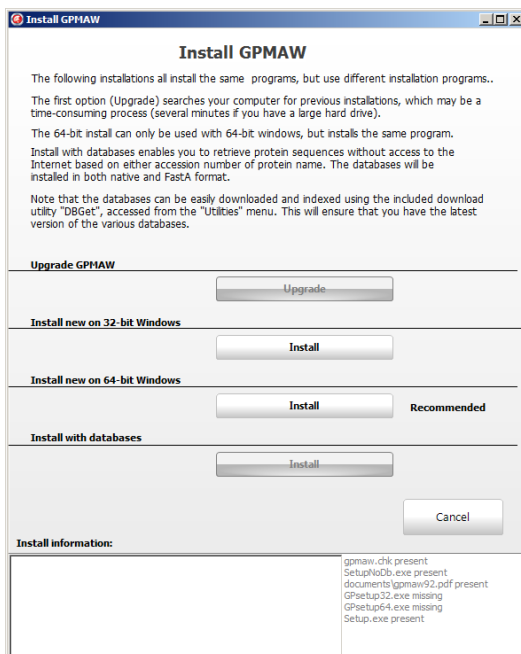 Install GPMAW
Install GPMAW
The following installations all install the same programs, but use different installation programs..
The first option (Upgrade) searches your computer for previous installations, which may be a
time-consuming process (several minutes if you have a large hard drive).
The 64-bit install can only be used with 64-bit windows, but installs the same program.
Install with databases enables you to retrieve protein sequences without access to the
Internet based on either accession number of protein name. The databases will be
installed in both native and FastA format.
Note that the databases can be easily downloaded and indexed using the included download
utility "DBGet", accessed from the "Utilities" menu. This will ensure that you have the latest
version of the various databases.
Upgrade GPMAW
Upgrade
Install new on 32-bit Windows
Install
Install new on 64-bit Windows
Install
Recommended
Install with databases
Install
Cancel
Install information:
gpmaw.chk present
SetupNoDb.exe present
documents\gpmaw92.pdf present
GPsetup32.exe missing
GPsetup64.exe missing
Setup.exe present